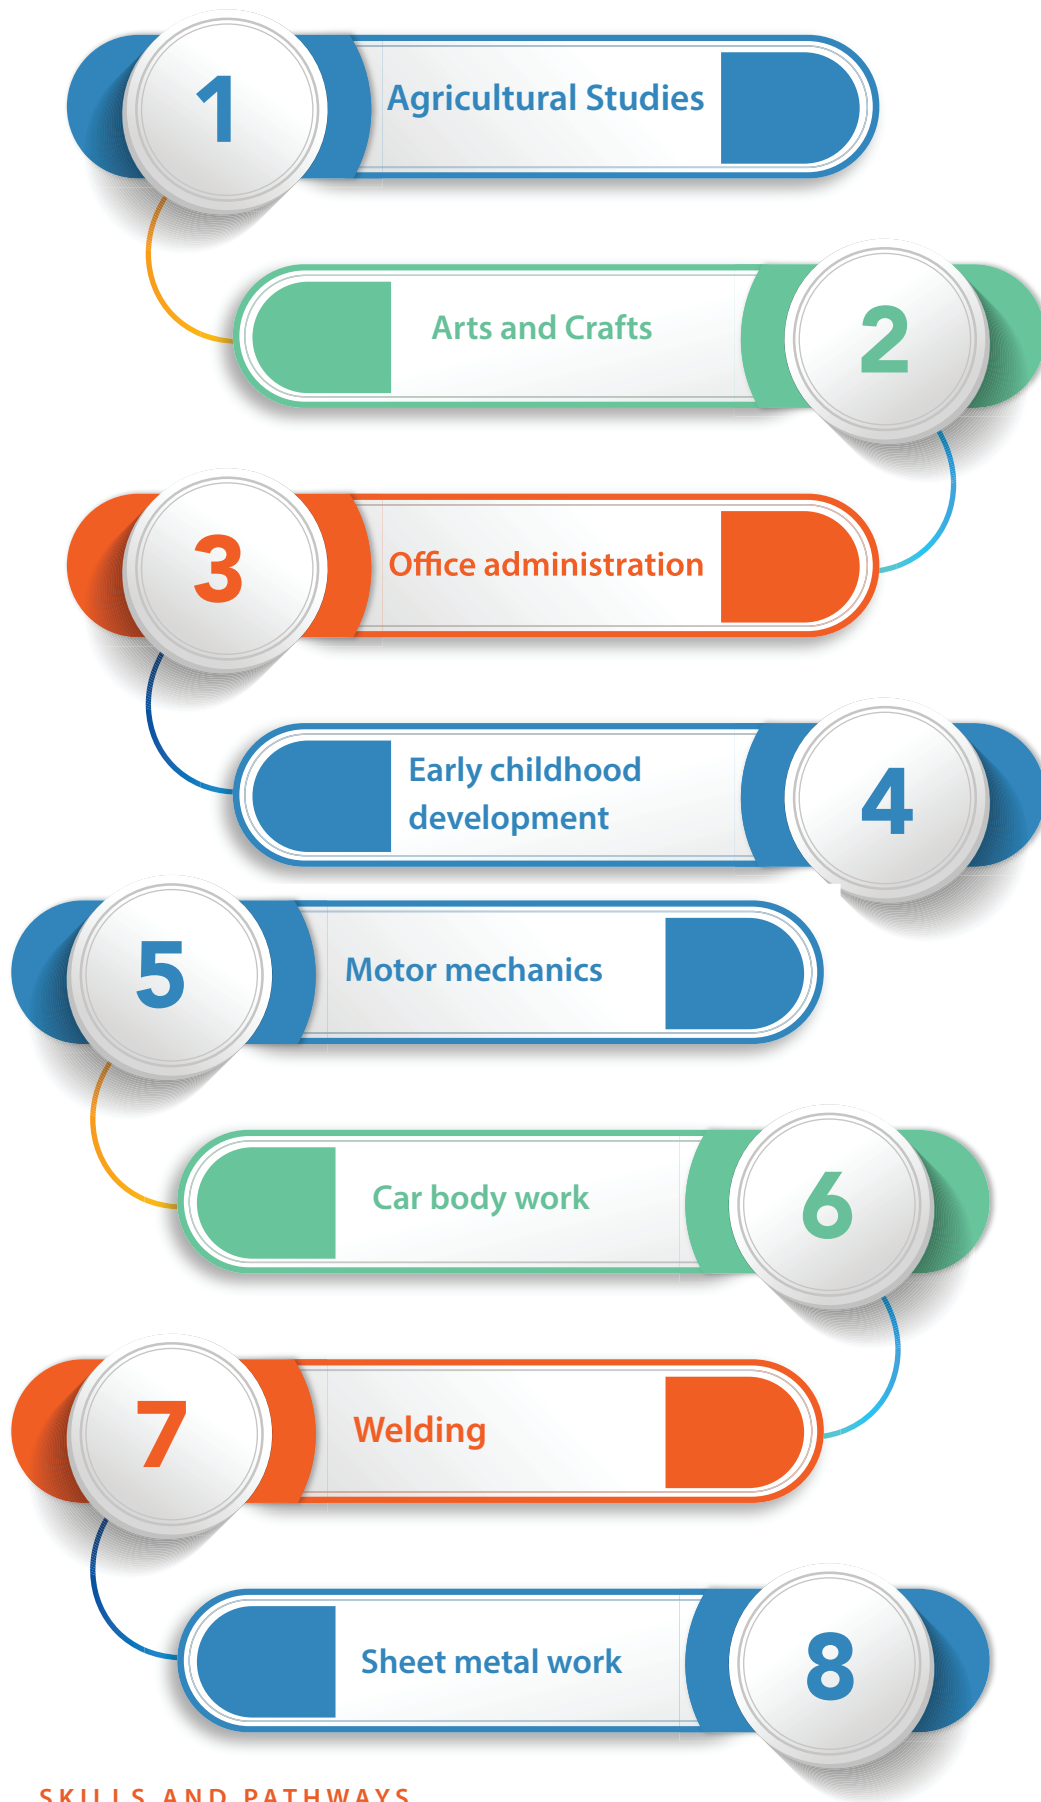 1
Agricultural Studies
Arts and Crafts
2
3
Office administration
Early childhood
development
4
5
Motor mechanics
Car body work
6
7
Welding
Sheet metal work
8
SKILLS AND PATHWAYS